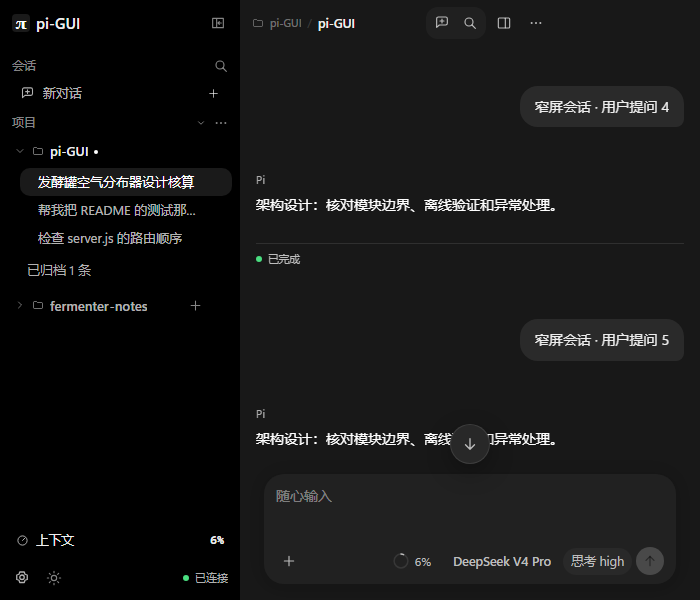 π pi-GUI
会话
新对话
项目
pi-GUI
发酵罐空气分布器设计核算
帮我把 README 的测试那...
检查 server.js 的路由顺序
已归档 1 条
fermenter-notes
上下文 6%
已连接
pi-GUI / pi-GUI
窄屏会话 · 用户提问 4
Pi
架构设计：核对模块边界、离线验证和异常处理。
已完成
窄屏会话 · 用户提问 5
Pi
架构设计：核对模块边界、离线和异常处理。
随心输入
6% DeepSeek V4 Pro 思考 high